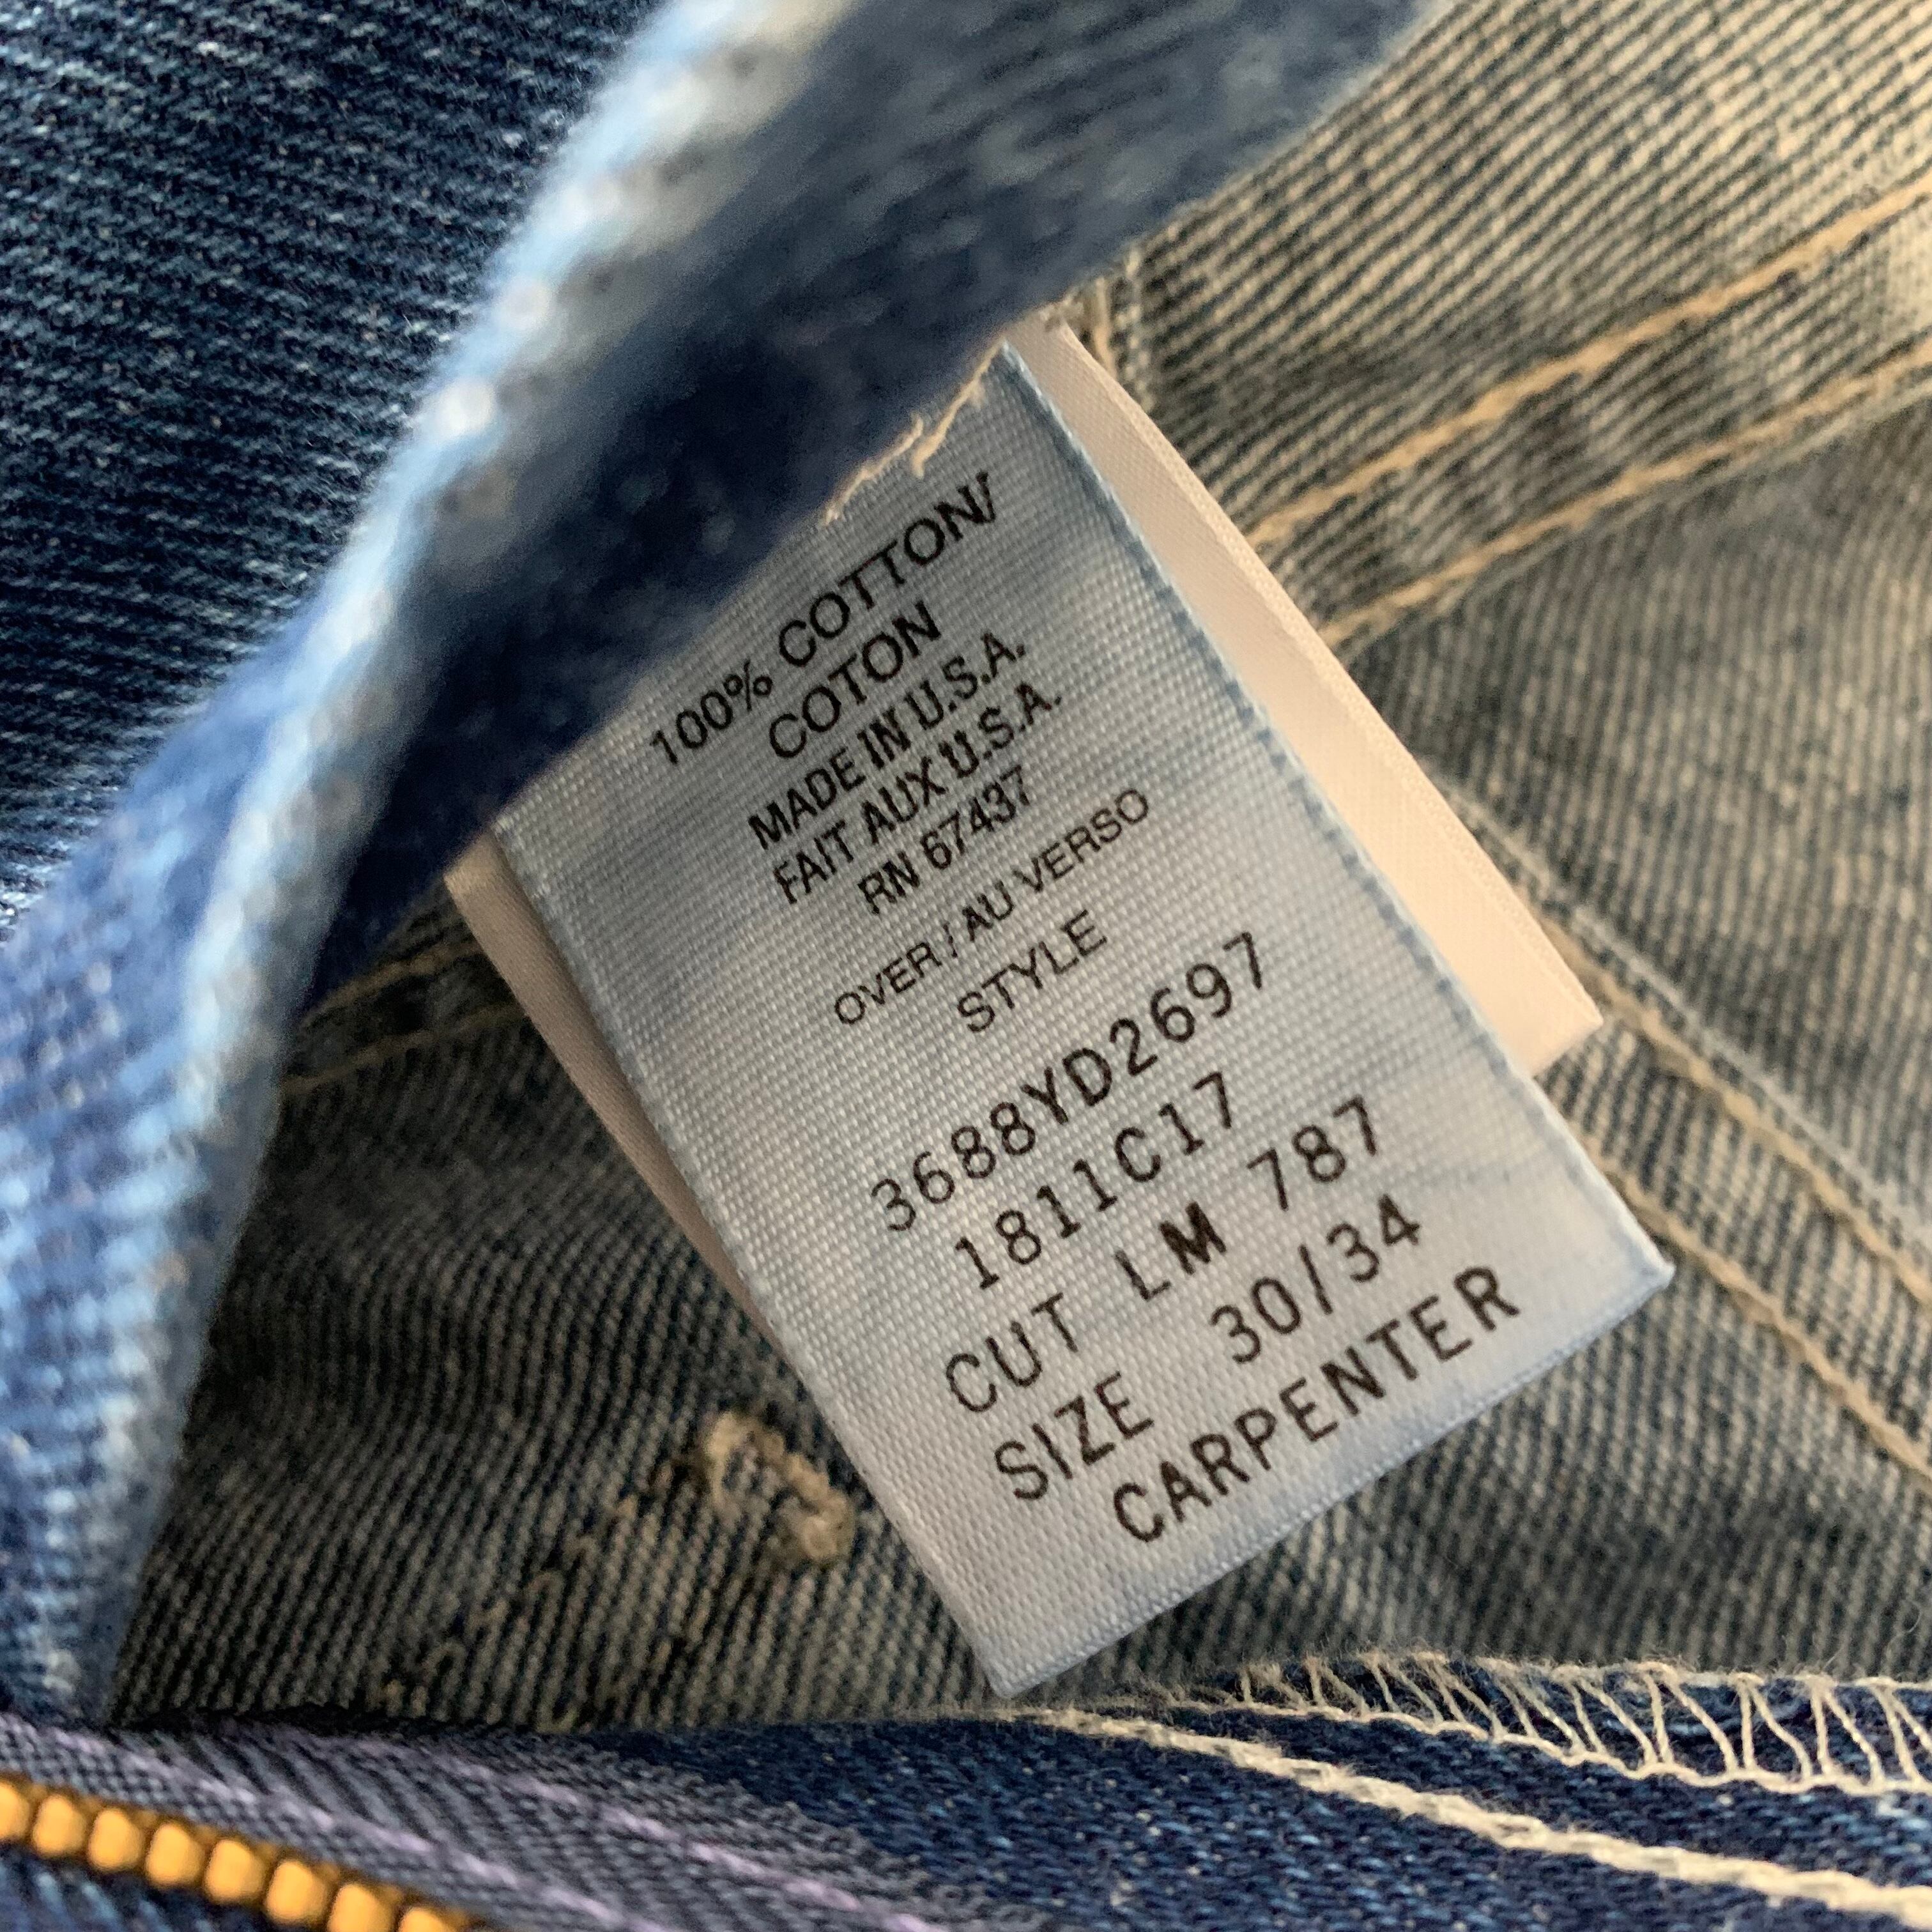 100% COTTON/
COTON
MADE IN U.S.A.
FAIT AUX U.S.A.
RN 67437
OVER / AU VERSO
STYLE
3688YD2697
1811C17
CUT LM 787
SIZE 30/34
CARPENTER